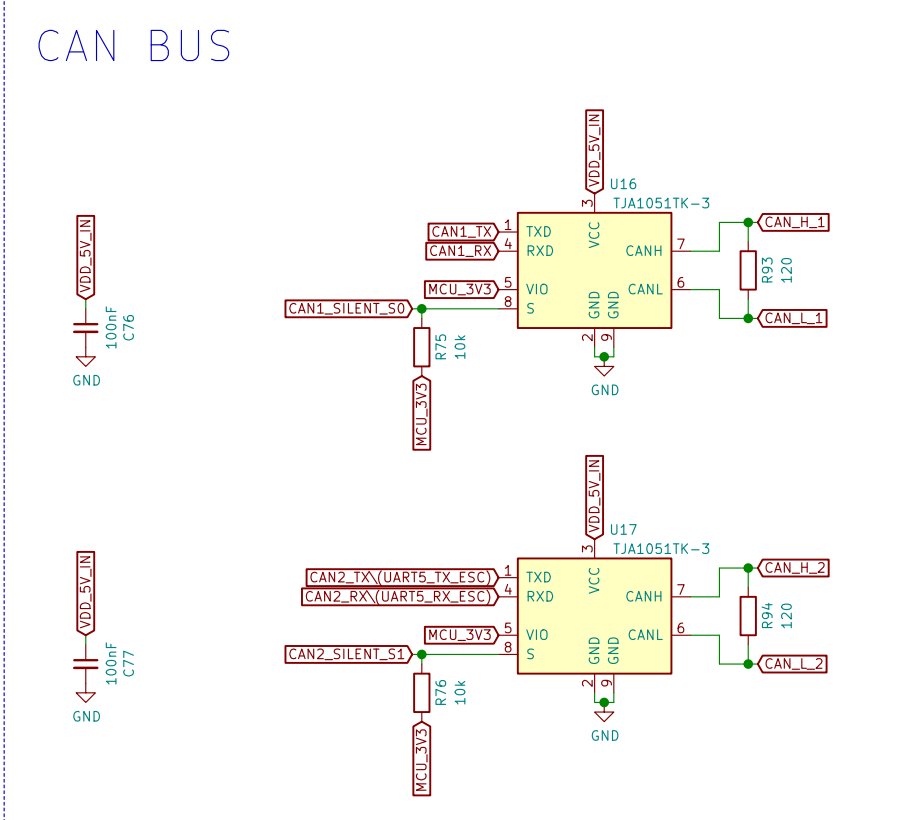 CAN BUS
VDD_5V_IN
100nF
C76
GND
VDD_5V_IN
U16
TJA1051TK-3
3
VCC
CAN1_TX
1
TXD
CAN1_RX
4
RXD
MCU_3V3
5
VIO
CAN1_SILENT_S0
8
S
CANH
7
CANL
6
GND
GND
2
9
GND
CAN_H_1
R93
120
CAN_L_1
R75
10k
MCU_3V3
VDD_5V_IN
100nF
C77
GND
VDD_5V_IN
U17
TJA1051TK-3
3
VCC
CAN2_TX\(UART5_TX_ESC)
1
TXD
CAN2_RX\(UART5_RX_ESC)
4
RXD
MCU_3V3
5
VIO
CAN2_SILENT_S1
8
S
CANH
7
CANL
6
GND
GND
2
9
GND
CAN_H_2
R94
120
CAN_L_2
R76
10k
MCU_3V3